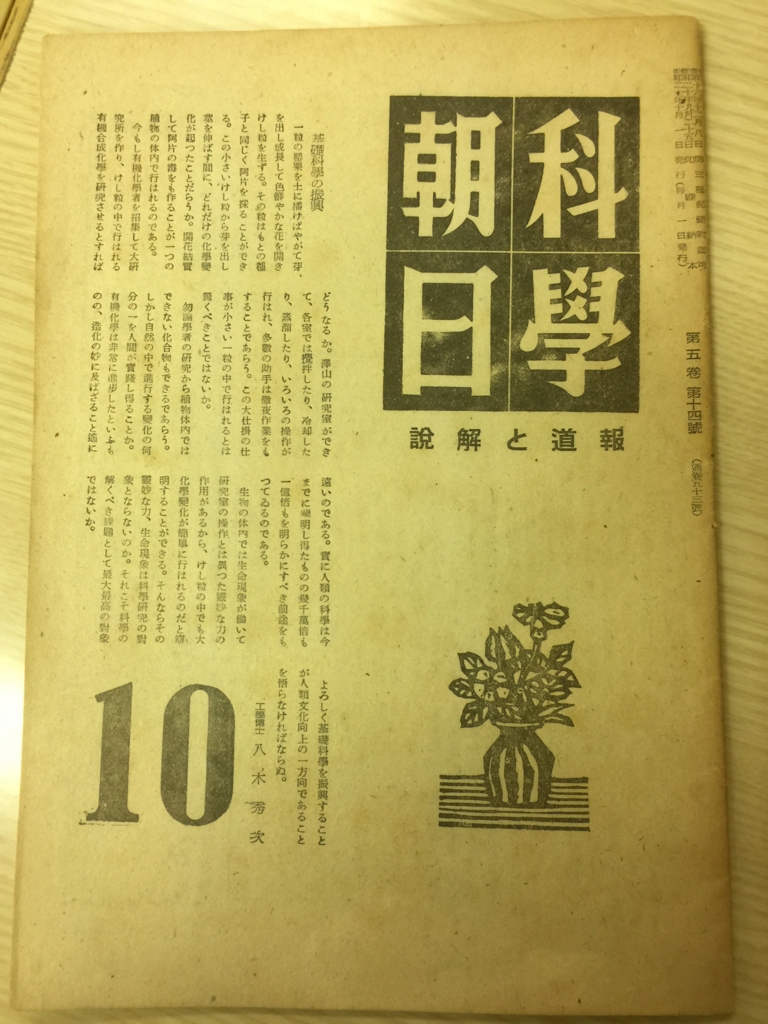 科學
朝日
報道と解說
第五卷 第十四號
(通卷九十三號)
基礎科學の振興
一粒の罌粟を土に播けばやがて芽
を出し成長して色鮮やかな花を開き
けし粒を生ずる。その粒はもとの種
子と同じく阿片を採ることができ
る。この小さいけし粒から芽を出し
葉を伸ばす間に、どれだけの化學變
化が起つたことだらうか。開花結實
して阿片の毒をも作ることが一つの
植物の体内で行はれるのである。
今もし有機化學者を招集して大研
究所を作り、けし粒の中で行はれる
有機合成化學を研究させるとすれば
どうなるか。澤山の研究室ができ
て、各室では攪拌したり、冷却した
り、蒸溜したり、いろいろの操作が
行はれ、多數の助手は徹夜作業をも
することであらう。この大仕掛の仕
事が小さい一粒の中で行はれるとは
驚くべきことではないか。
勿論學者の研究から植物体内では
できない化合物もできるであらう。
しかし自然の中で進行する變化の何
分の一を人間が實踐し得ることか。
有機化學は非常に進步したといふも
のの、造化の妙に及ばざること遙に
遠いのである。實に人類の科學は今
までに闡明し得たものの幾千萬倍も
一億倍もを明らかにすべき前途をも
つてゐるのである。
生物の体内では生命現象が働いて
研究室の操作とは異つた靈妙な力の
作用があるから、けし粒の中でも大
化學變化が簡單に行はれるのだと
明することができる。そんならその
靈妙な力、生命現象は科學研究の對
象とならないのか。それこそ科學の
解くべき課題として最大最高の對象
ではないか。
よろしく基礎科學を振興すること
が人類文化向上の一方向であること
を悟らなければならぬ。
工學博士 八木秀次
10